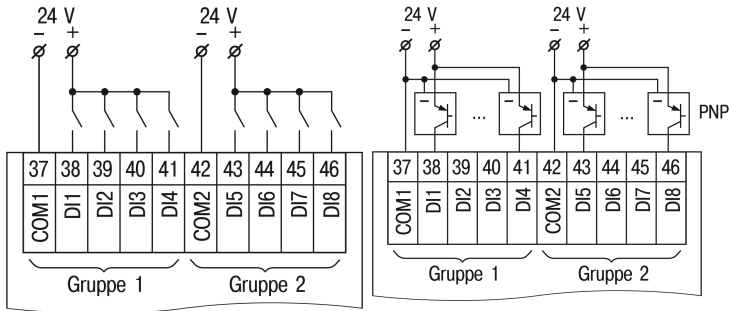 24 V
− +
24 V
− +
37 38 39 40 41 42 43 44 45 46
COM1 DI1 DI2 DI3 DI4 COM2 DI5 DI6 DI7 DI8
Gruppe 1
Gruppe 2
24 V
− +
24 V
− +
− ... − − ... − PNP
37 38 39 40 41 42 43 44 45 46
COM1 DI1 DI2 DI3 DI4 COM2 DI5 DI6 DI7 DI8
Gruppe 1
Gruppe 2